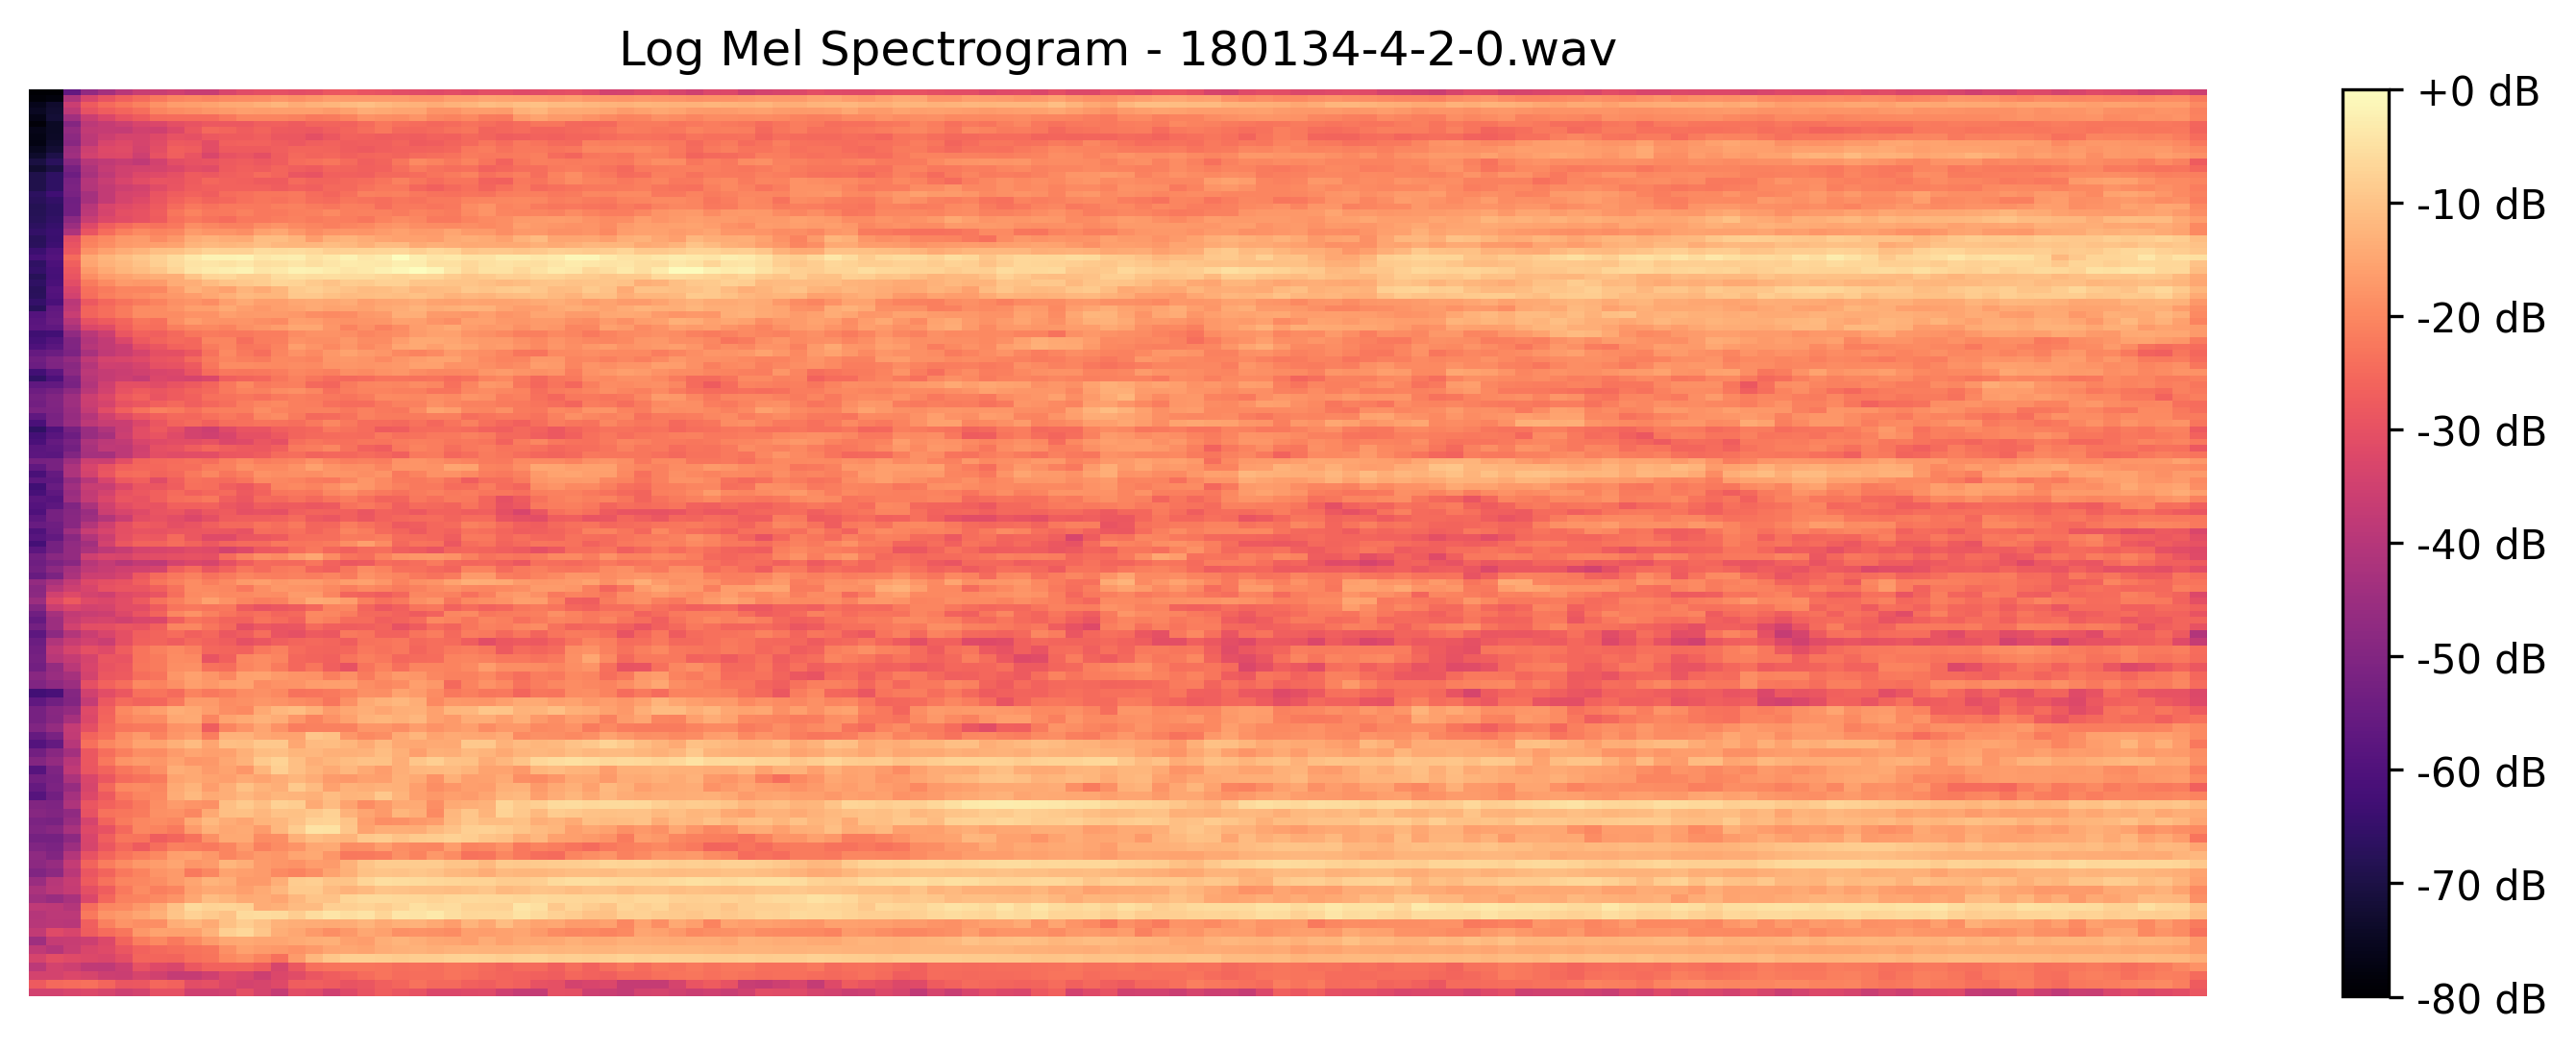 Log Mel Spectrogram - 180134-4-2-0.wav
+0 dB
-10 dB
-20 dB
-30 dB
-40 dB
-50 dB
-60 dB
-70 dB
-80 dB